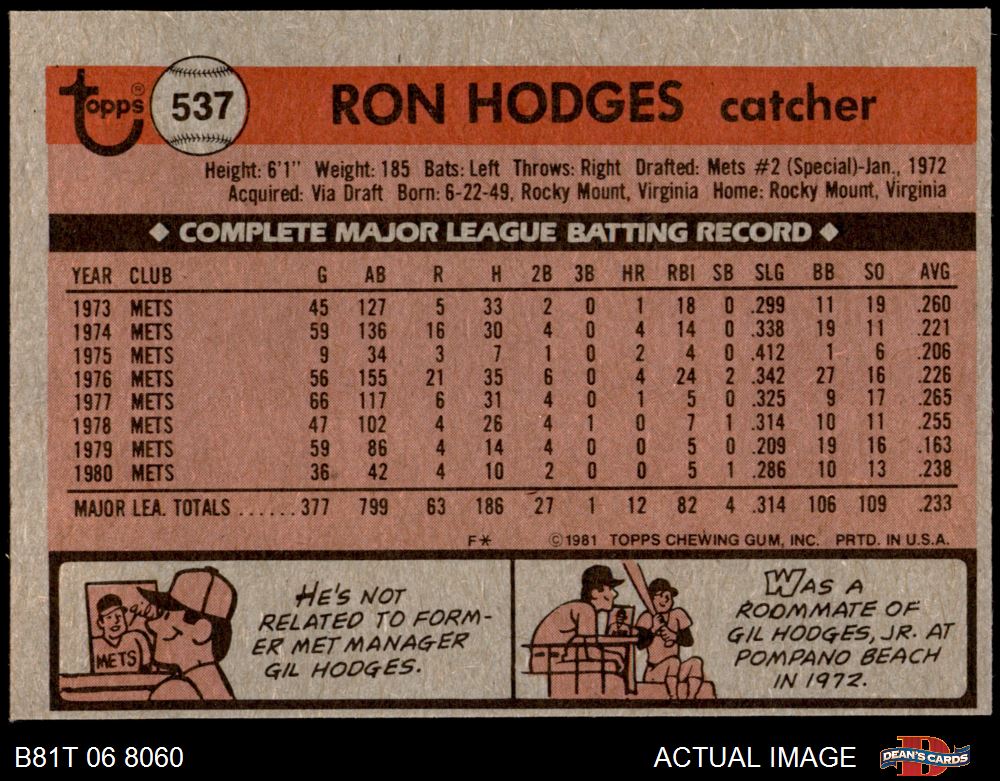 Topps ® 537 RON HODGES catcher
Height: 6'1" Weight: 185 Bats: Left Throws: Right Drafted: Mets #2 (Special)-Jan., 1972
Acquired: Via Draft Born: 6-22-49, Rocky Mount, Virginia Home: Rocky Mount, Virginia
◆ COMPLETE MAJOR LEAGUE BATTING RECORD ◆
YEAR CLUB G AB R H 2B 3B HR RBI SB SLG BB SO AVG
1973 METS 45 127 5 33 2 0 1 18 0 .299 11 19 .260
1974 METS 59 136 16 30 4 0 4 14 0 .338 19 11 .221
1975 METS 9 34 3 7 1 0 2 4 0 .412 1 6 .206
1976 METS 56 155 21 35 6 0 4 24 2 .342 27 16 .226
1977 METS 66 117 6 31 4 0 1 5 0 .325 9 17 .265
1978 METS 47 102 4 26 4 1 0 7 1 .314 10 11 .255
1979 METS 59 86 4 14 4 0 0 5 0 .209 19 16 .163
1980 METS 36 42 4 10 2 0 0 5 1 .286 10 13 .238
MAJOR LEA. TOTALS ......377 799 63 186 27 1 12 82 4 .314 106 109 .233
F* ©1981 TOPPS CHEWING GUM, INC. PRTD. IN U.S.A.
gil
METS
HE'S NOT
RELATED TO FORM-
ER MET MANAGER
GIL HODGES.
WAS A
ROOMMATE OF
GIL HODGES, JR. AT
POMPANO BEACH
IN 1972.
B81T 06 8060 ACTUAL IMAGE DEAN'S CARDS